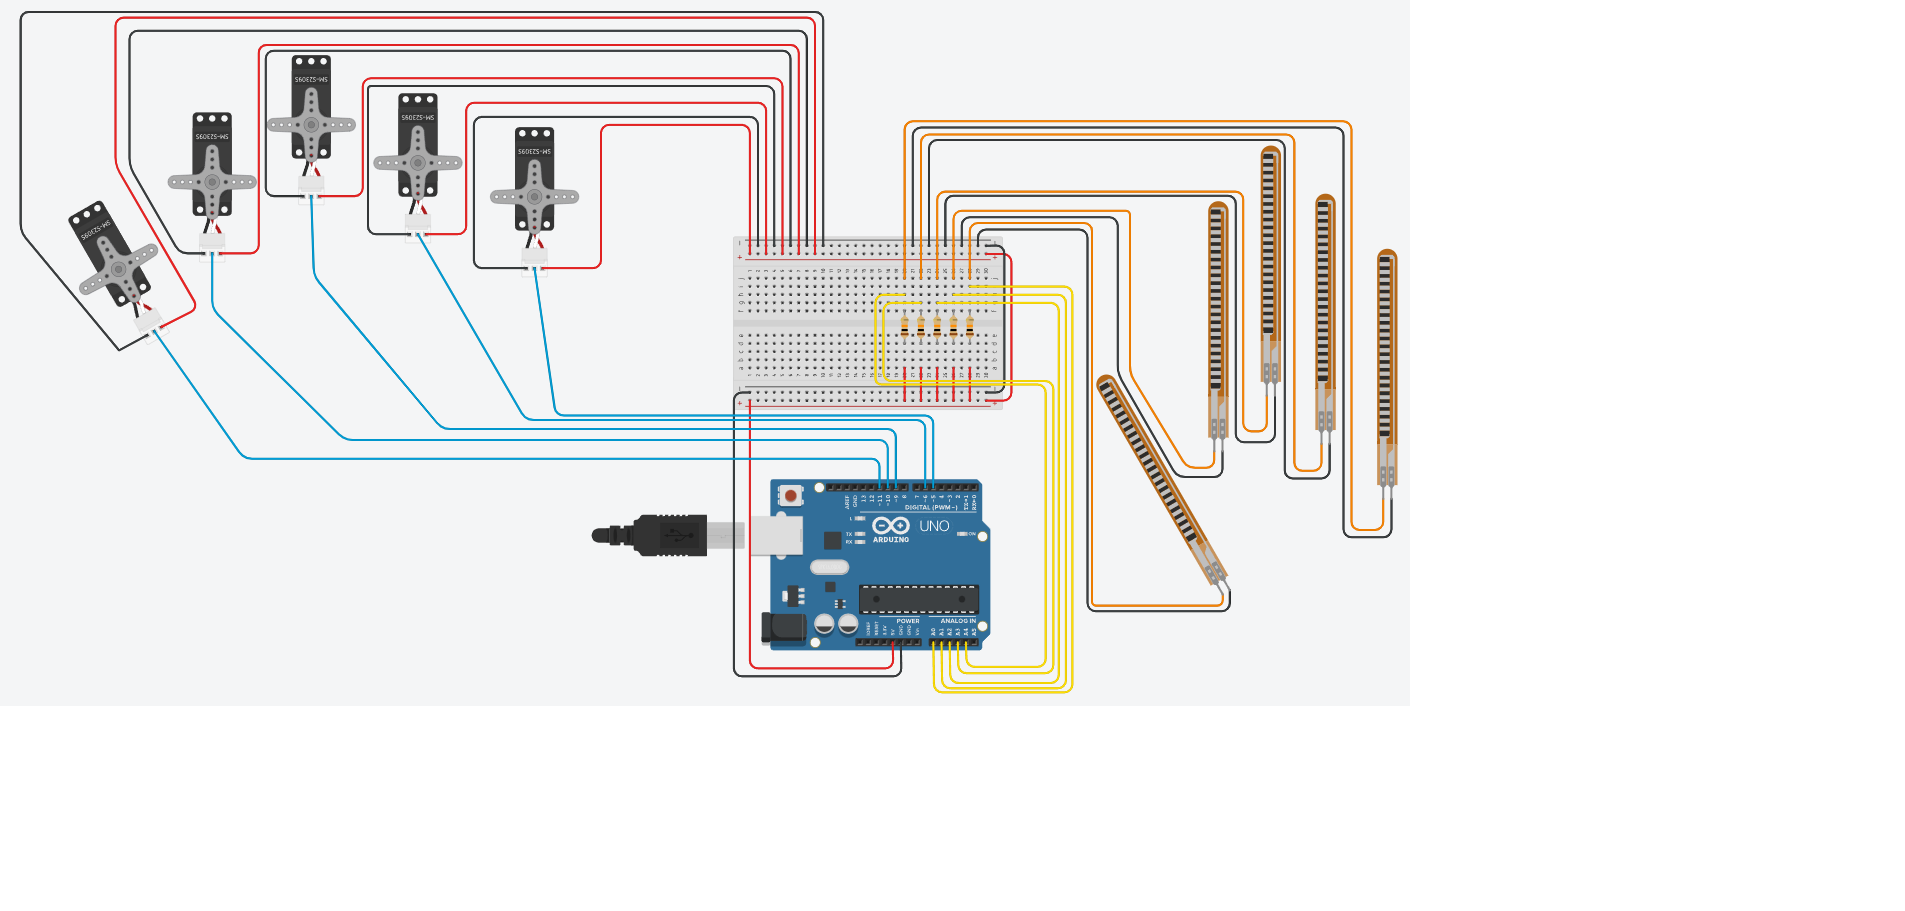 SM-S2309S
SM-S2309S
SM-S2309S
SM-S2309S
SM-S2309S
AREF
GND
13
12
~11
~10
~9
8
7
~6
~5
4
~3
2
TX→1
RX←0
DIGITAL (PWM~)
L
TX
RX
ARDUINO
UNO
ON
POWER
ANALOG IN
IOREF
RESET
3.3V
5V
GND
GND
Vin
A0
A1
A2
A3
A4
A5